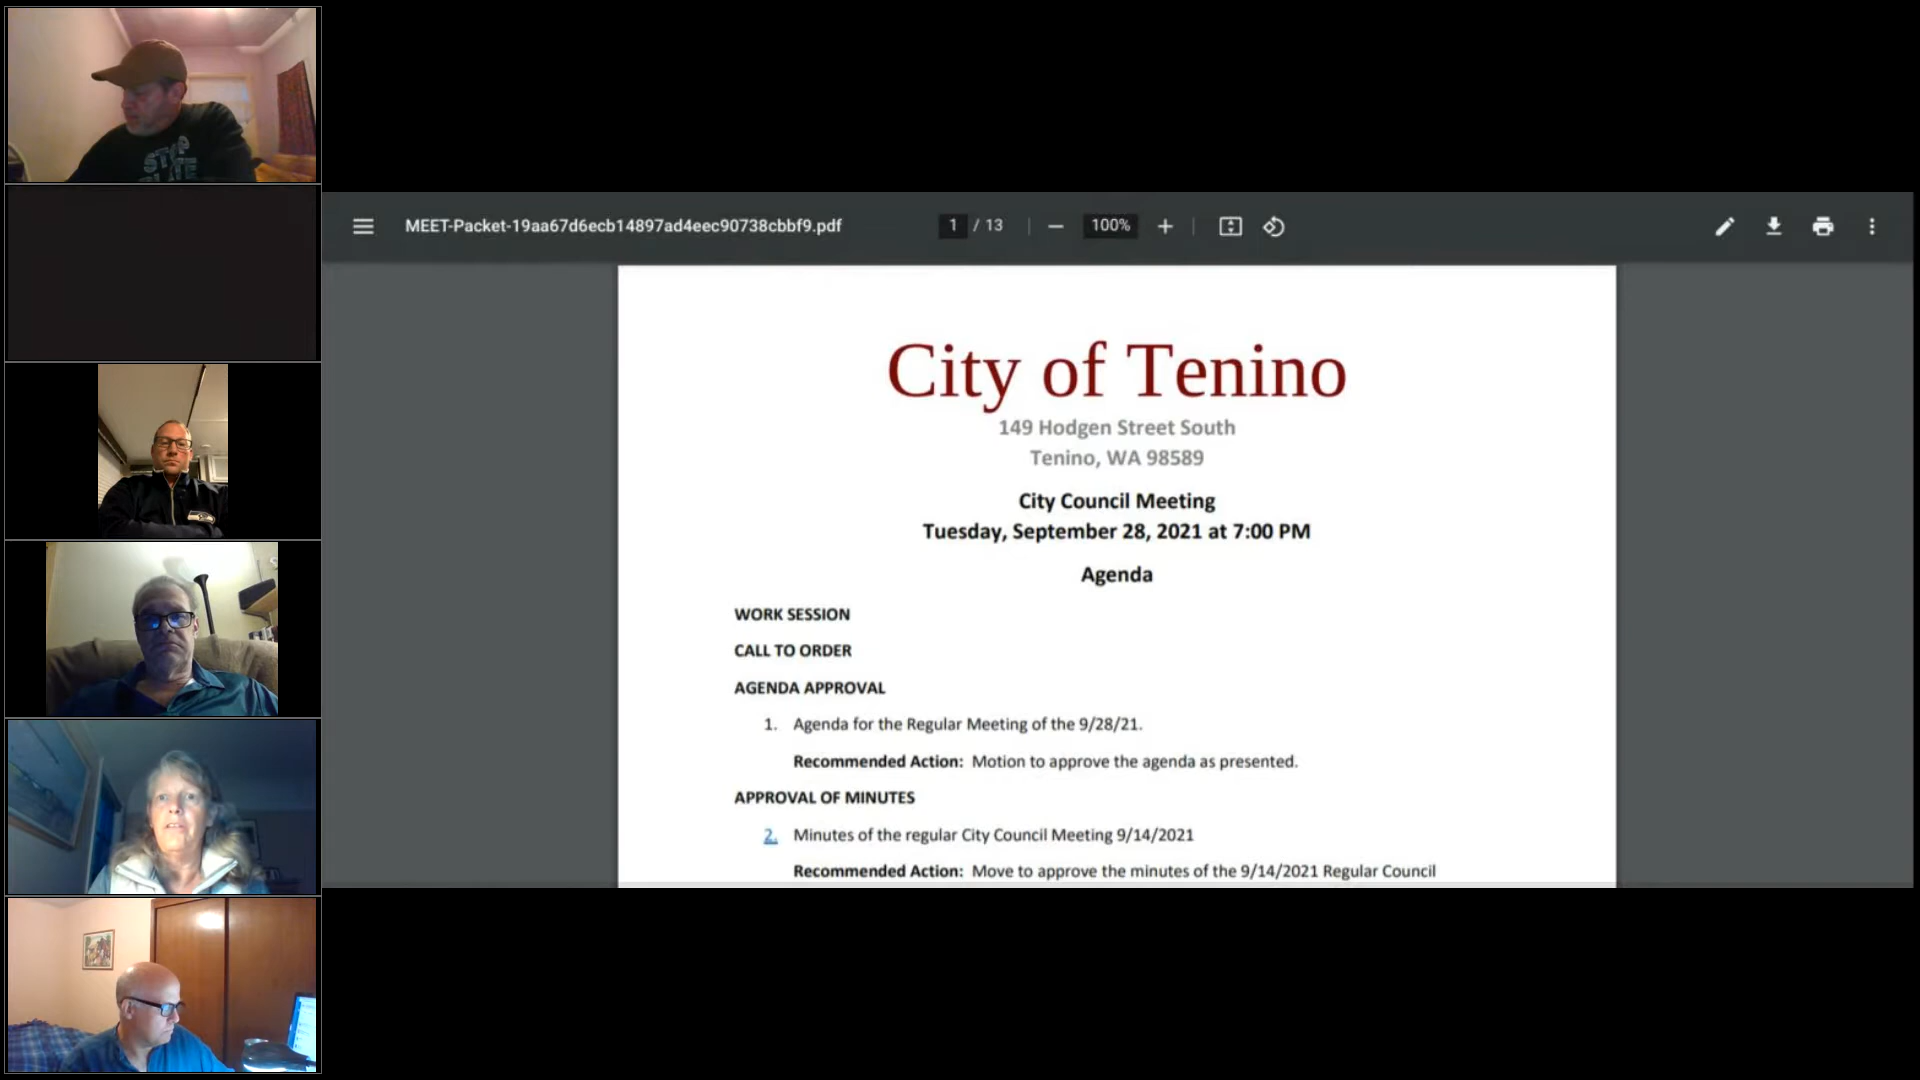 STOP
MEET-Packet-19aa67d6ecb14897ad4eec90738cbbf9.pdf
1 / 13
100%
City of Tenino
149 Hodgen Street South
Tenino, WA 98589
City Council Meeting
Tuesday, September 28, 2021 at 7:00 PM
Agenda
WORK SESSION
CALL TO ORDER
AGENDA APPROVAL
1. Agenda for the Regular Meeting of the 9/28/21.
Recommended Action: Motion to approve the agenda as presented.
APPROVAL OF MINUTES
2. Minutes of the regular City Council Meeting 9/14/2021
Recommended Action: Move to approve the minutes of the 9/14/2021 Regular Council